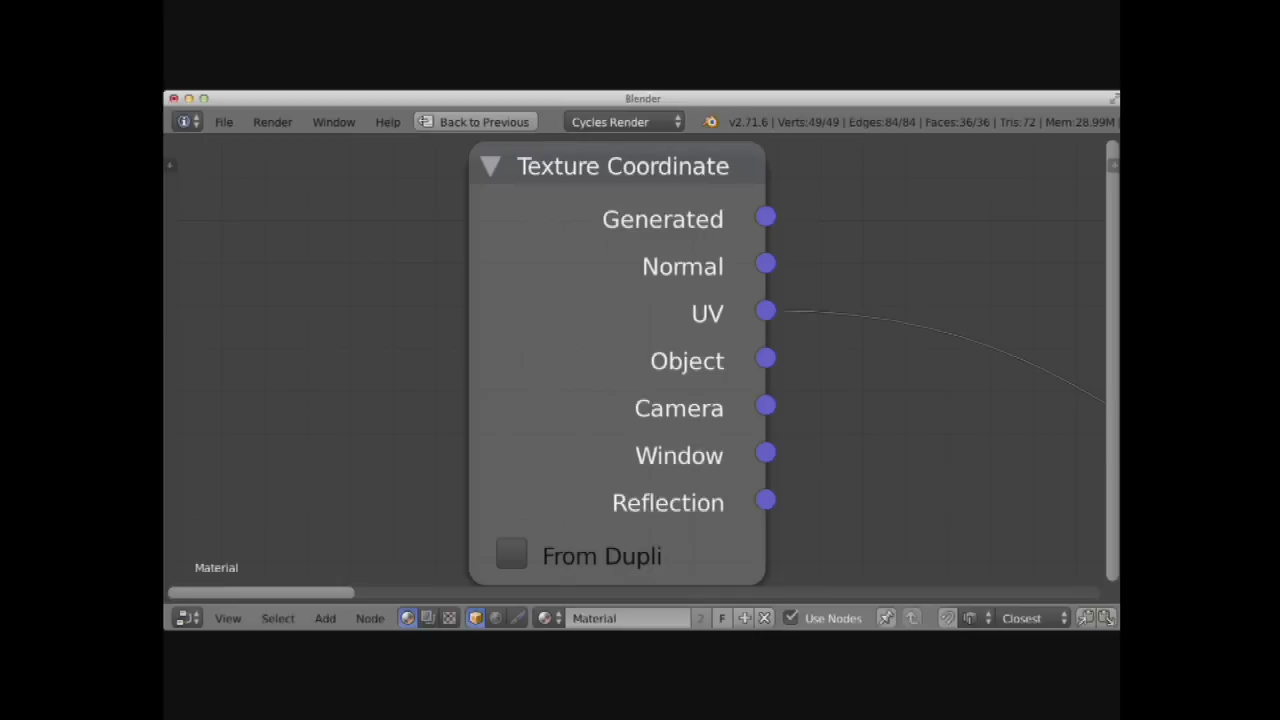 Blender
File Render Window Help Back to Previous Cycles Render v2.71.6 | Verts:49/49 | Edges:84/84 | Faces:36/36 | Tris:72 | Mem:28.99M
Texture Coordinate
Generated
Normal
UV
Object
Camera
Window
Reflection
From Dupli
Material
View Select Add Node Material 2 F Use Nodes Closest